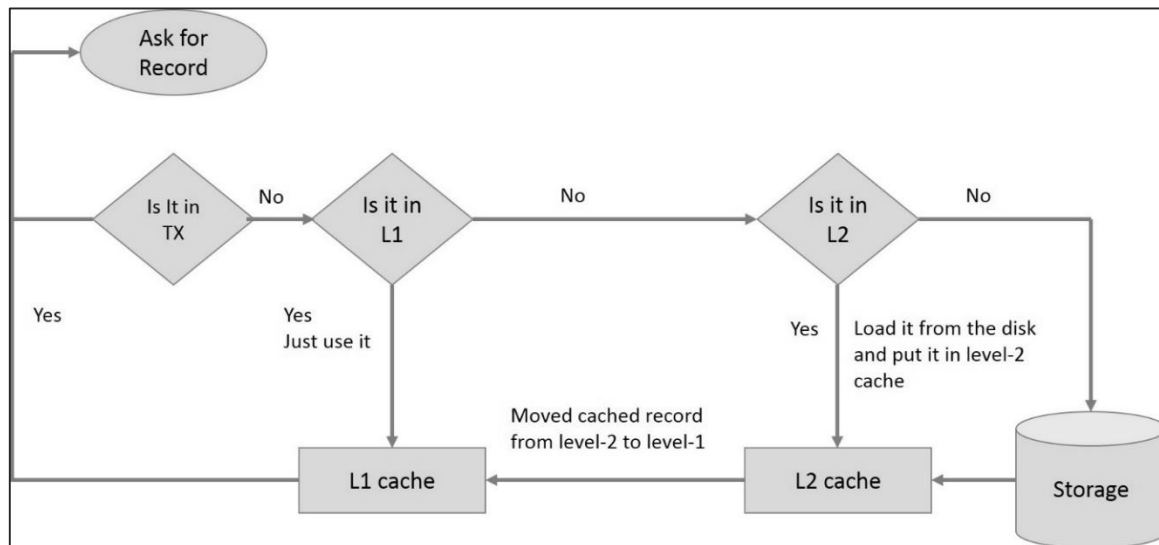 Ask for
Record
Is It in
TX
No
Is it in
L1
No
Is it in
L2
No
Yes
Yes
Just use it
Yes
Load it from the disk
and put it in level-2
cache
Moved cached record
from level-2 to level-1
L1 cache
L2 cache
Storage